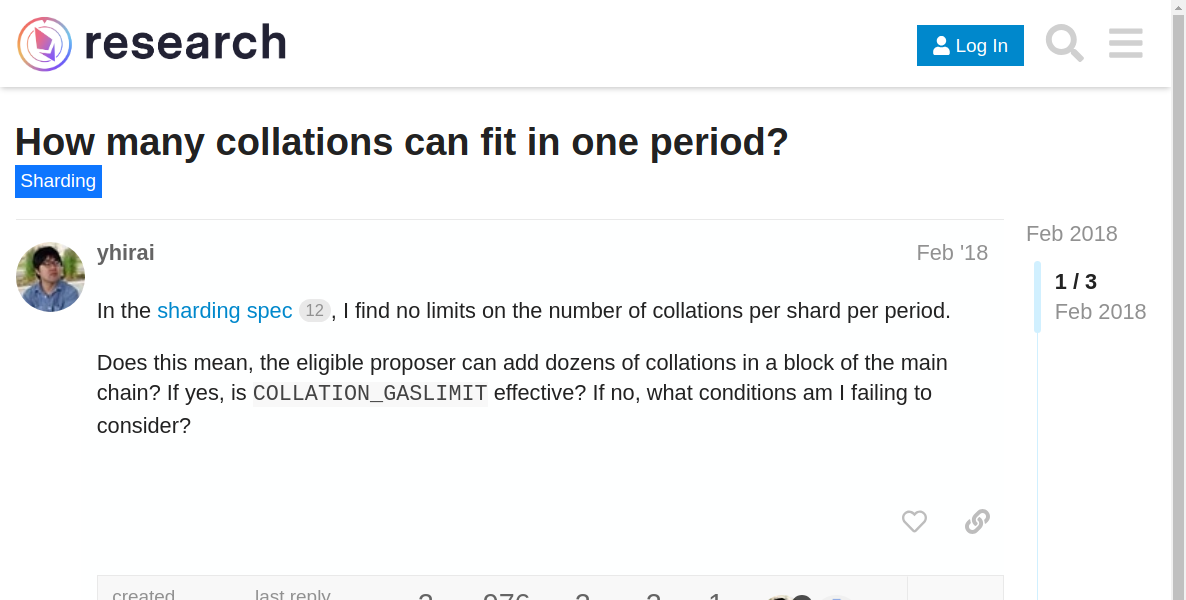 research
Log In
How many collations can fit in one period?
Sharding
yhirai
Feb '18
Feb 2018
1 / 3
Feb 2018
In the sharding spec 12, I find no limits on the number of collations per shard per period.
Does this mean, the eligible proposer can add dozens of collations in a block of the main
chain? If yes, is COLLATION_GASLIMIT effective? If no, what conditions am I failing to
consider?
created
last reply